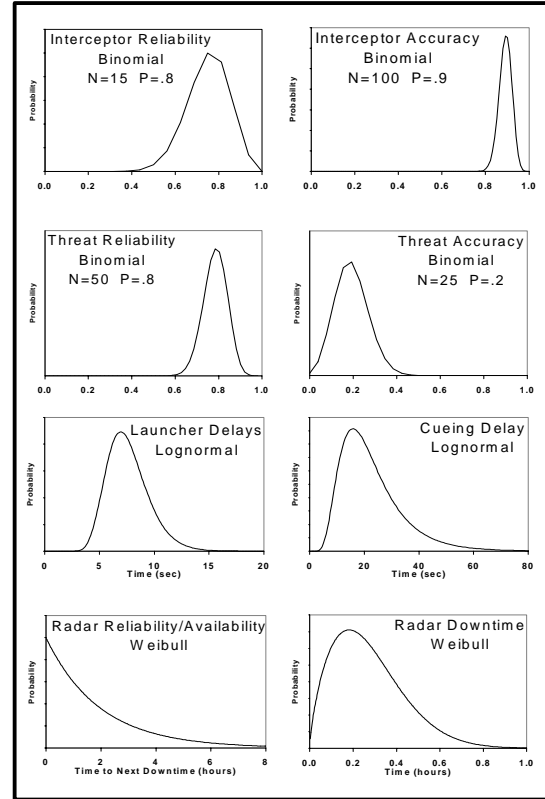 Interceptor Reliability
Binomial
N=15 P=.8
Probability
0.0 0.2 0.4 0.6 0.8 1.0
Interceptor Accuracy
Binomial
N=100 P=.9
Probability
0.0 0.2 0.4 0.6 0.8 1.0
Threat Reliability
Binomial
N=50 P=.8
Probability
0.0 0.2 0.4 0.6 0.8 1.0
Threat Accuracy
Binomial
N=25 P=.2
Probability
0.0 0.2 0.4 0.6 0.8 1.0
Launcher Delays
Lognormal
Probability
0 5 10 15 20
Time (sec)
Cueing Delay
Lognormal
Probability
0 20 40 60 80
Time (sec)
Radar Reliability/Availability
Weibull
Probability
0 2 4 6 8
Time to Next Downtime (hours)
Radar Downtime
Weibull
Probability
0.0 0.2 0.4 0.6 0.8 1.0
Time (hours)